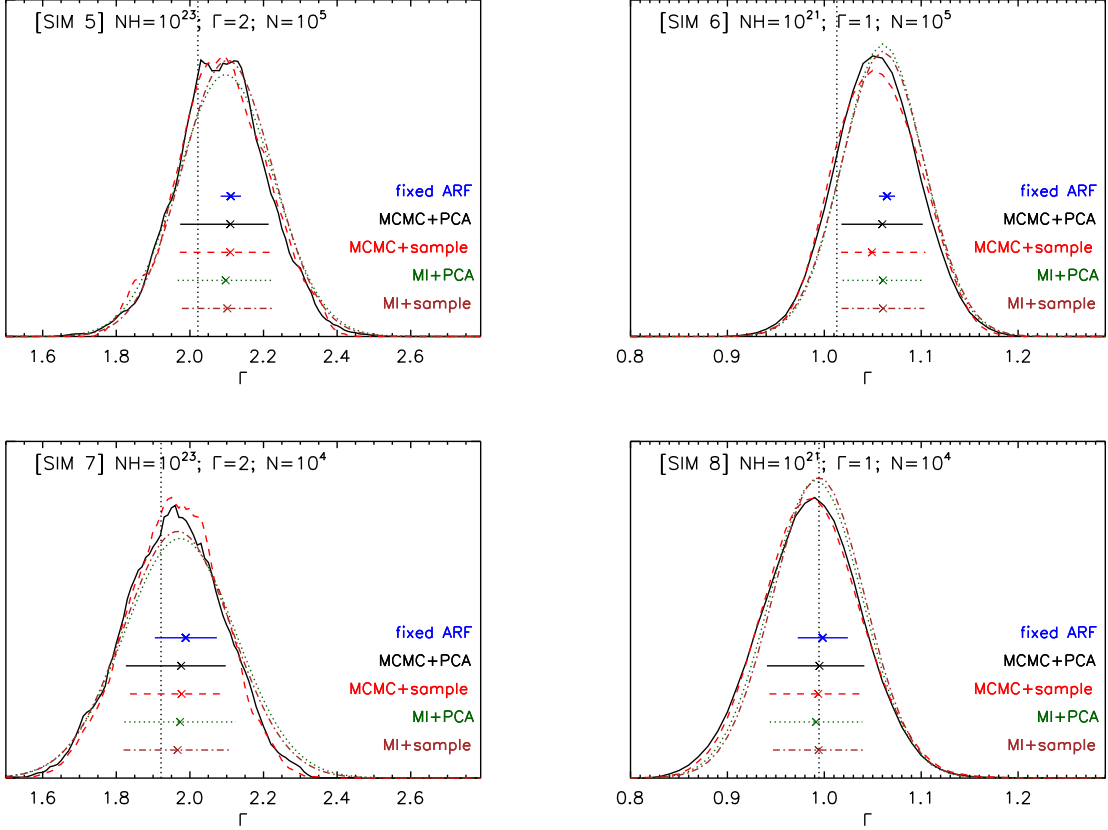 [SIM 5] NH=10²³; Γ=2; N=10⁵
fixed ARF
MCMC+PCA
MCMC+sample
MI+PCA
MI+sample
1.6 1.8 2.0 2.2 2.4 2.6
Γ
[SIM 6] NH=10²¹; Γ=1; N=10⁵
fixed ARF
MCMC+PCA
MCMC+sample
MI+PCA
MI+sample
0.8 0.9 1.0 1.1 1.2
Γ
[SIM 7] NH=10²³; Γ=2; N=10⁴
fixed ARF
MCMC+PCA
MCMC+sample
MI+PCA
MI+sample
1.6 1.8 2.0 2.2 2.4 2.6
Γ
[SIM 8] NH=10²¹; Γ=1; N=10⁴
fixed ARF
MCMC+PCA
MCMC+sample
MI+PCA
MI+sample
0.8 0.9 1.0 1.1 1.2
Γ